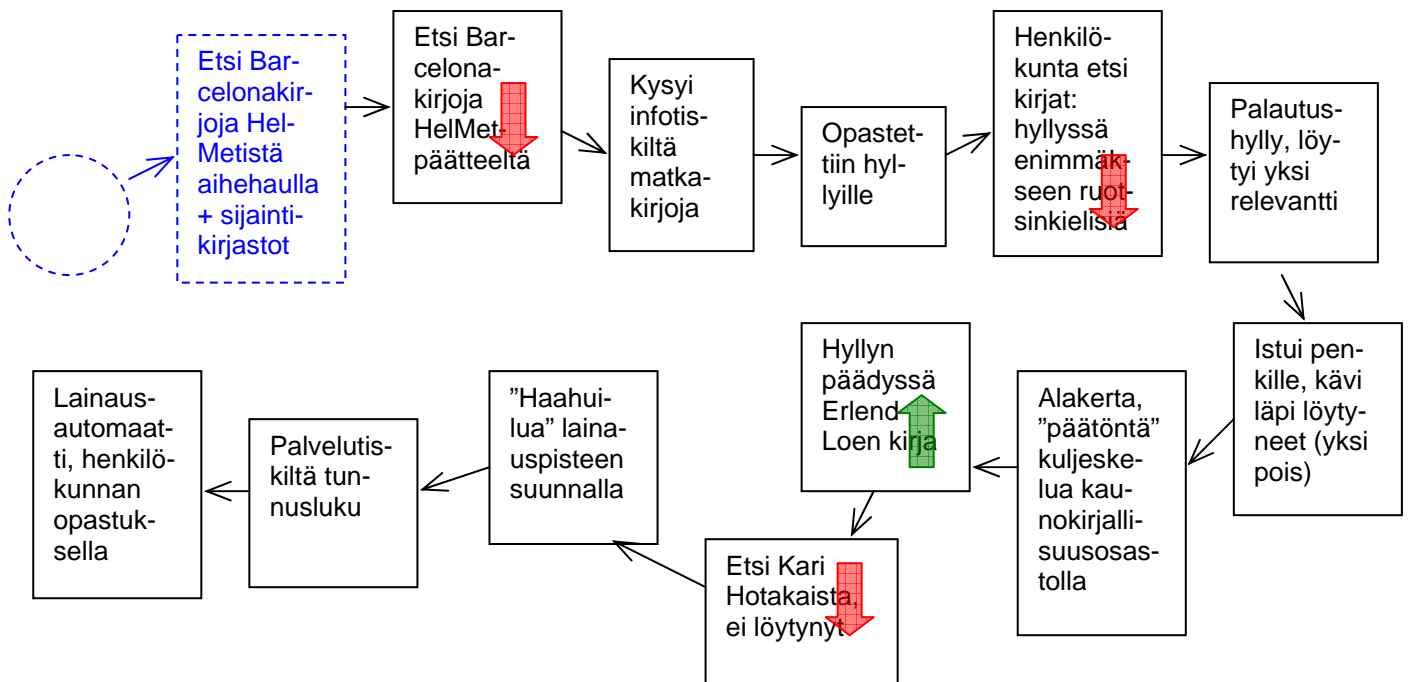 Etsi Bar-
celonakir-
joja Hel-
Metistä
aihehaulla
+ sijainti-
kirjastot
Etsi Bar-
celona-
kirjoja
HelMet-
päätteeltä
Kysyi
infotis-
kiltä
matka-
kirjoja
Opastet-
tiin hyl-
lyille
Henkilö-
kunta etsi
kirjat:
hyllyssä
enimmäk-
seen ruot-
sinkielisiä
Palautus-
hylly, löy-
tyi yksi
relevantti
Istui pen-
kille, kävi
läpi löyty-
neet (yksi
pois)
Alakerta,
"päätöntä"
kuljeske-
lua kau-
nokirjalli-
suusosas-
tolla
Hyllyn
päädyssä
Erlend
Loen kirja
Etsi Kari
Hotakaista,
ei löytynyt
”Haahui-
lua” laina-
uspisteen
suunnalla
Palvelutis-
kiltä tun-
nusluku
Lainaus-
automaat-
ti, henkilö-
kunnan
opastuk-
sella